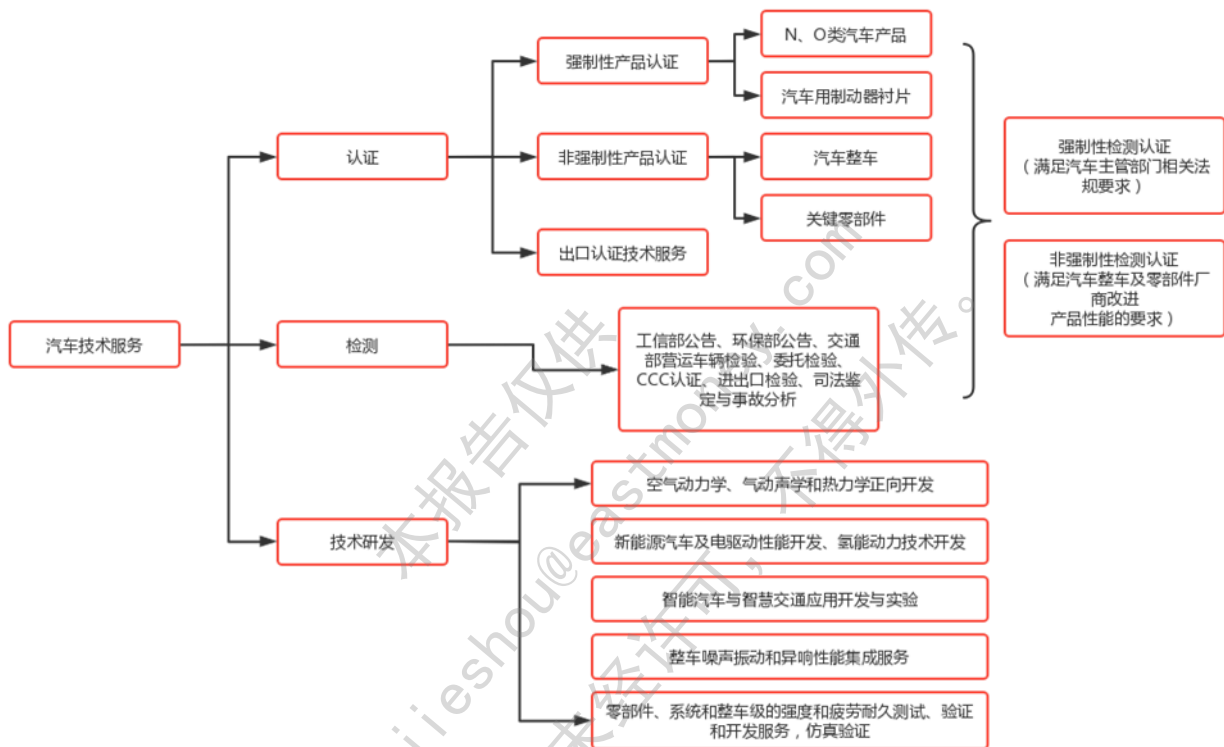 N、O类汽车产品
强制性产品认证
汽车用制动器衬片
强制性检测认证
（满足汽车主管部门相关法
规要求）
认证
非强制性产品认证
汽车整车
关键零部件
出口认证技术服务
非强制性检测认证
（满足汽车整车及零部件厂
商改进
产品性能的要求）
汽车技术服务
检测
工信部公告、环保部公告、交通
部营运车辆检验、委托检验、
CCC认证、进出口检验、司法鉴
定与事故分析
技术研发
空气动力学、气动声学和热力学正向开发
新能源汽车及电驱动性能开发、氢能动力技术开发
智能汽车与智慧交通应用开发与实验
整车噪声振动和异响性能集成服务
零部件、系统和整车级的强度和疲劳耐久测试、验证
和开发服务，仿真验证
本报告仅供
jieshou@eastmoney.com
未经许可，不得外传。